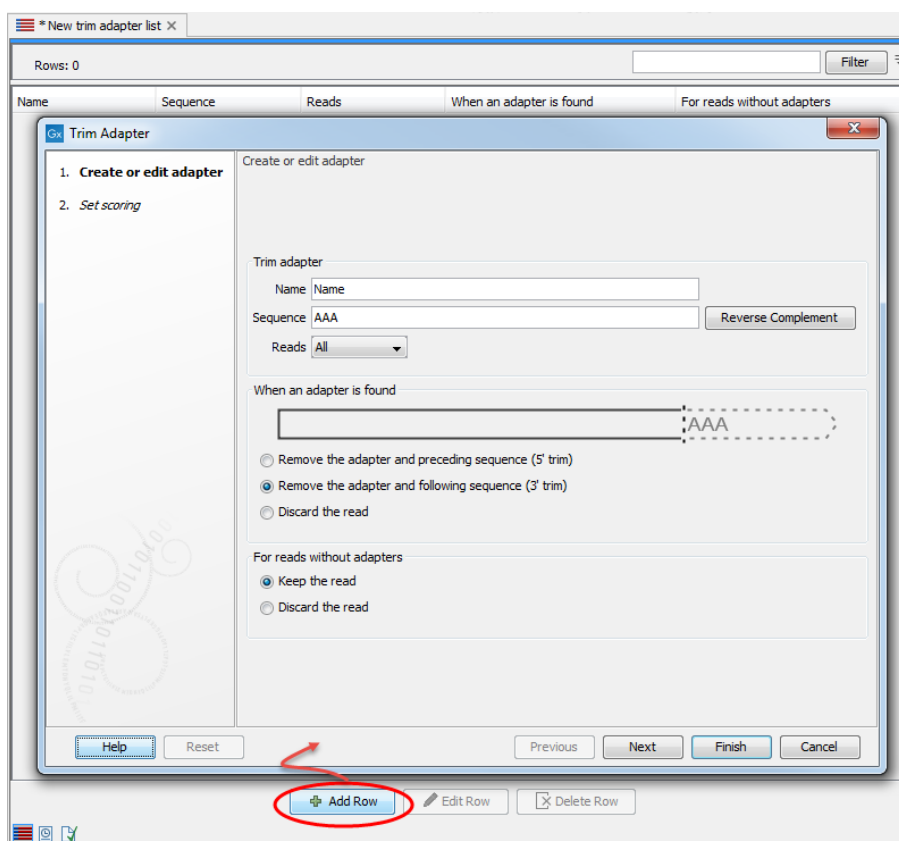 * New trim adapter list
Rows: 0 Filter
Name Sequence Reads When an adapter is found For reads without adapters
Gx Trim Adapter
1. Create or edit adapter
2. Set scoring
Create or edit adapter
Trim adapter
Name Name
Sequence AAA Reverse Complement
Reads All
When an adapter is found
AAA
Remove the adapter and preceding sequence (5' trim)
Remove the adapter and following sequence (3' trim)
Discard the read
For reads without adapters
Keep the read
Discard the read
Help Reset Previous Next Finish Cancel
Add Row Edit Row Delete Row